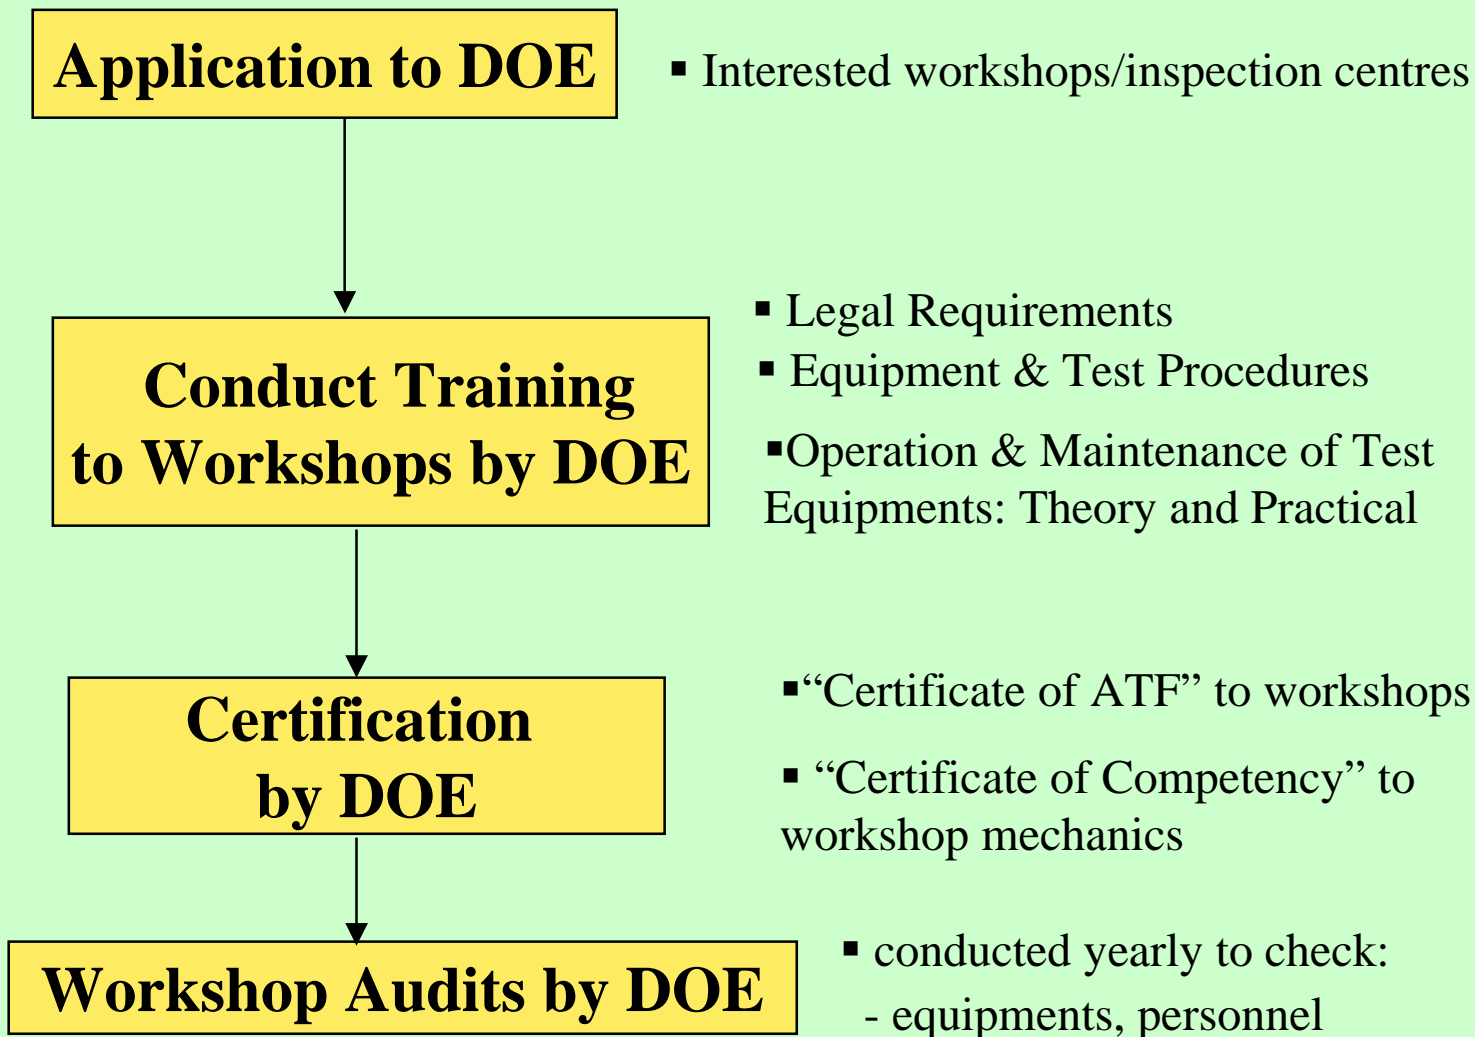 Application to DOE
▪ Interested workshops/inspection centres
Conduct Training
to Workshops by DOE
▪ Legal Requirements
▪ Equipment & Test Procedures
▪Operation & Maintenance of Test
Equipments: Theory and Practical
Certification
by DOE
▪“Certificate of ATF” to workshops
▪ “Certificate of Competency” to
workshop mechanics
Workshop Audits by DOE
▪ conducted yearly to check:
- equipments, personnel